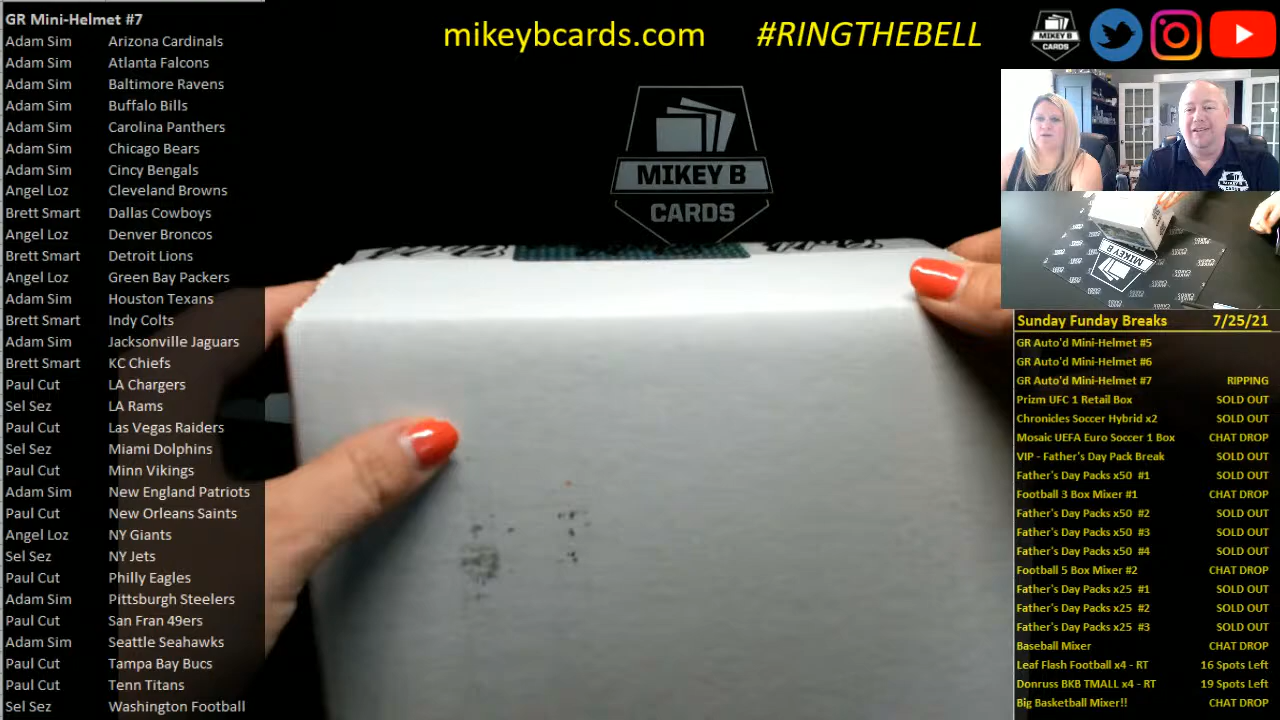 GR Mini-Helmet #7
Adam Sim Arizona Cardinals
Adam Sim Atlanta Falcons
Adam Sim Baltimore Ravens
Adam Sim Buffalo Bills
Adam Sim Carolina Panthers
Adam Sim Chicago Bears
Adam Sim Cincy Bengals
Angel Loz Cleveland Browns
Brett Smart Dallas Cowboys
Angel Loz Denver Broncos
Brett Smart Detroit Lions
Angel Loz Green Bay Packers
Adam Sim Houston Texans
Brett Smart Indy Colts
Adam Sim Jacksonville Jaguars
Brett Smart KC Chiefs
Paul Cut LA Chargers
Sel Sez LA Rams
Paul Cut Las Vegas Raiders
Sel Sez Miami Dolphins
Paul Cut Minn Vikings
Adam Sim New England Patriots
Paul Cut New Orleans Saints
Angel Loz NY Giants
Sel Sez NY Jets
Paul Cut Philly Eagles
Adam Sim Pittsburgh Steelers
Paul Cut San Fran 49ers
Adam Sim Seattle Seahawks
Paul Cut Tampa Bay Bucs
Paul Cut Tenn Titans
Sel Sez Washington Football
mikeybcards.com #RINGTHEBELL
MIKEY B
CARDS
MIKEY B
CARDS
MIKEY B
CARDS
Sunday Funday Breaks 7/25/21
GR Auto'd Mini-Helmet #5
GR Auto'd Mini-Helmet #6
GR Auto'd Mini-Helmet #7 RIPPING
Prizm UFC 1 Retail Box SOLD OUT
Chronicles Soccer Hybrid x2 SOLD OUT
Mosaic UEFA Euro Soccer 1 Box CHAT DROP
VIP - Father's Day Pack Break SOLD OUT
Father's Day Packs x50 #1 SOLD OUT
Football 3 Box Mixer #1 CHAT DROP
Father's Day Packs x50 #2 SOLD OUT
Father's Day Packs x50 #3 SOLD OUT
Father's Day Packs x50 #4 SOLD OUT
Football 5 Box Mixer #2 CHAT DROP
Father's Day Packs x25 #1 SOLD OUT
Father's Day Packs x25 #2 SOLD OUT
Father's Day Packs x25 #3 SOLD OUT
Baseball Mixer CHAT DROP
Leaf Flash Football x4 - RT 16 Spots Left
Donruss BKB TMALL x4 - RT 19 Spots Left
Big Basketball Mixer!! CHAT DROP